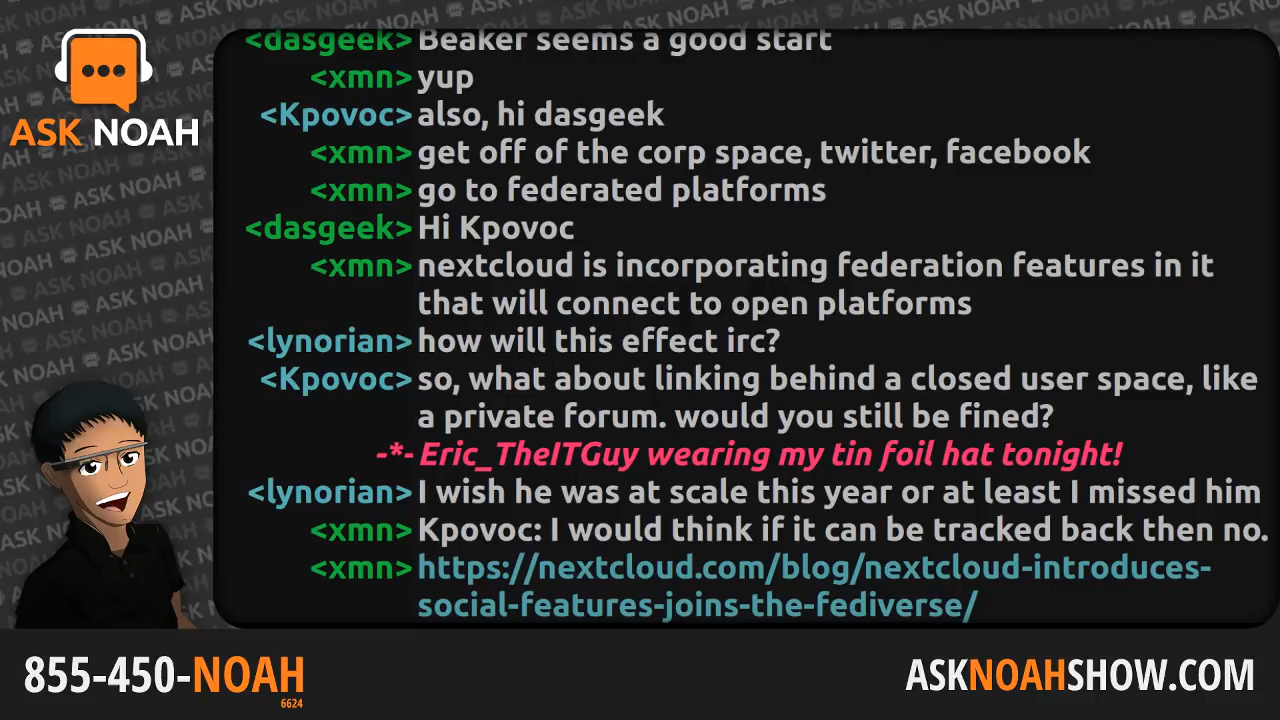 ASK NOAH
<dasgeek> Beaker seems a good start
<xmn> yup
<Kpovoc> also, hi dasgeek
<xmn> get off of the corp space, twitter, facebook
<xmn> go to federated platforms
<dasgeek> Hi Kpovoc
<xmn> nextcloud is incorporating federation features in it
that will connect to open platforms
<lynorian> how will this effect irc?
<Kpovoc> so, what about linking behind a closed user space, like
a private forum. would you still be fined?
-*- Eric_TheITGuy wearing my tin foil hat tonight!
<lynorian> I wish he was at scale this year or at least I missed him
<xmn> Kpovoc: I would think if it can be tracked back then no.
<xmn> https://nextcloud.com/blog/nextcloud-introduces-
social-features-joins-the-fediverse/
855-450-NOAH
6624
ASKNOAHSHOW.COM